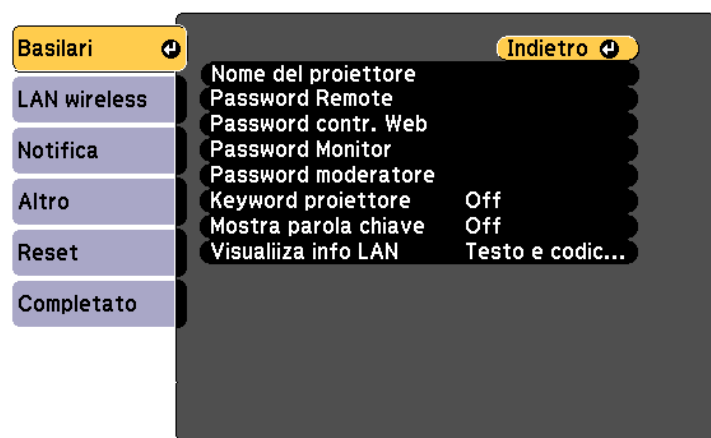 Basilari
LAN wireless
Notifica
Altro
Reset
Completato
Indietro
Nome del proiettore
Password Remote
Password contr. Web
Password Monitor
Password moderatore
Keyword proiettore Off
Mostra parola chiave Off
Visualiiza info LAN Testo e codic...